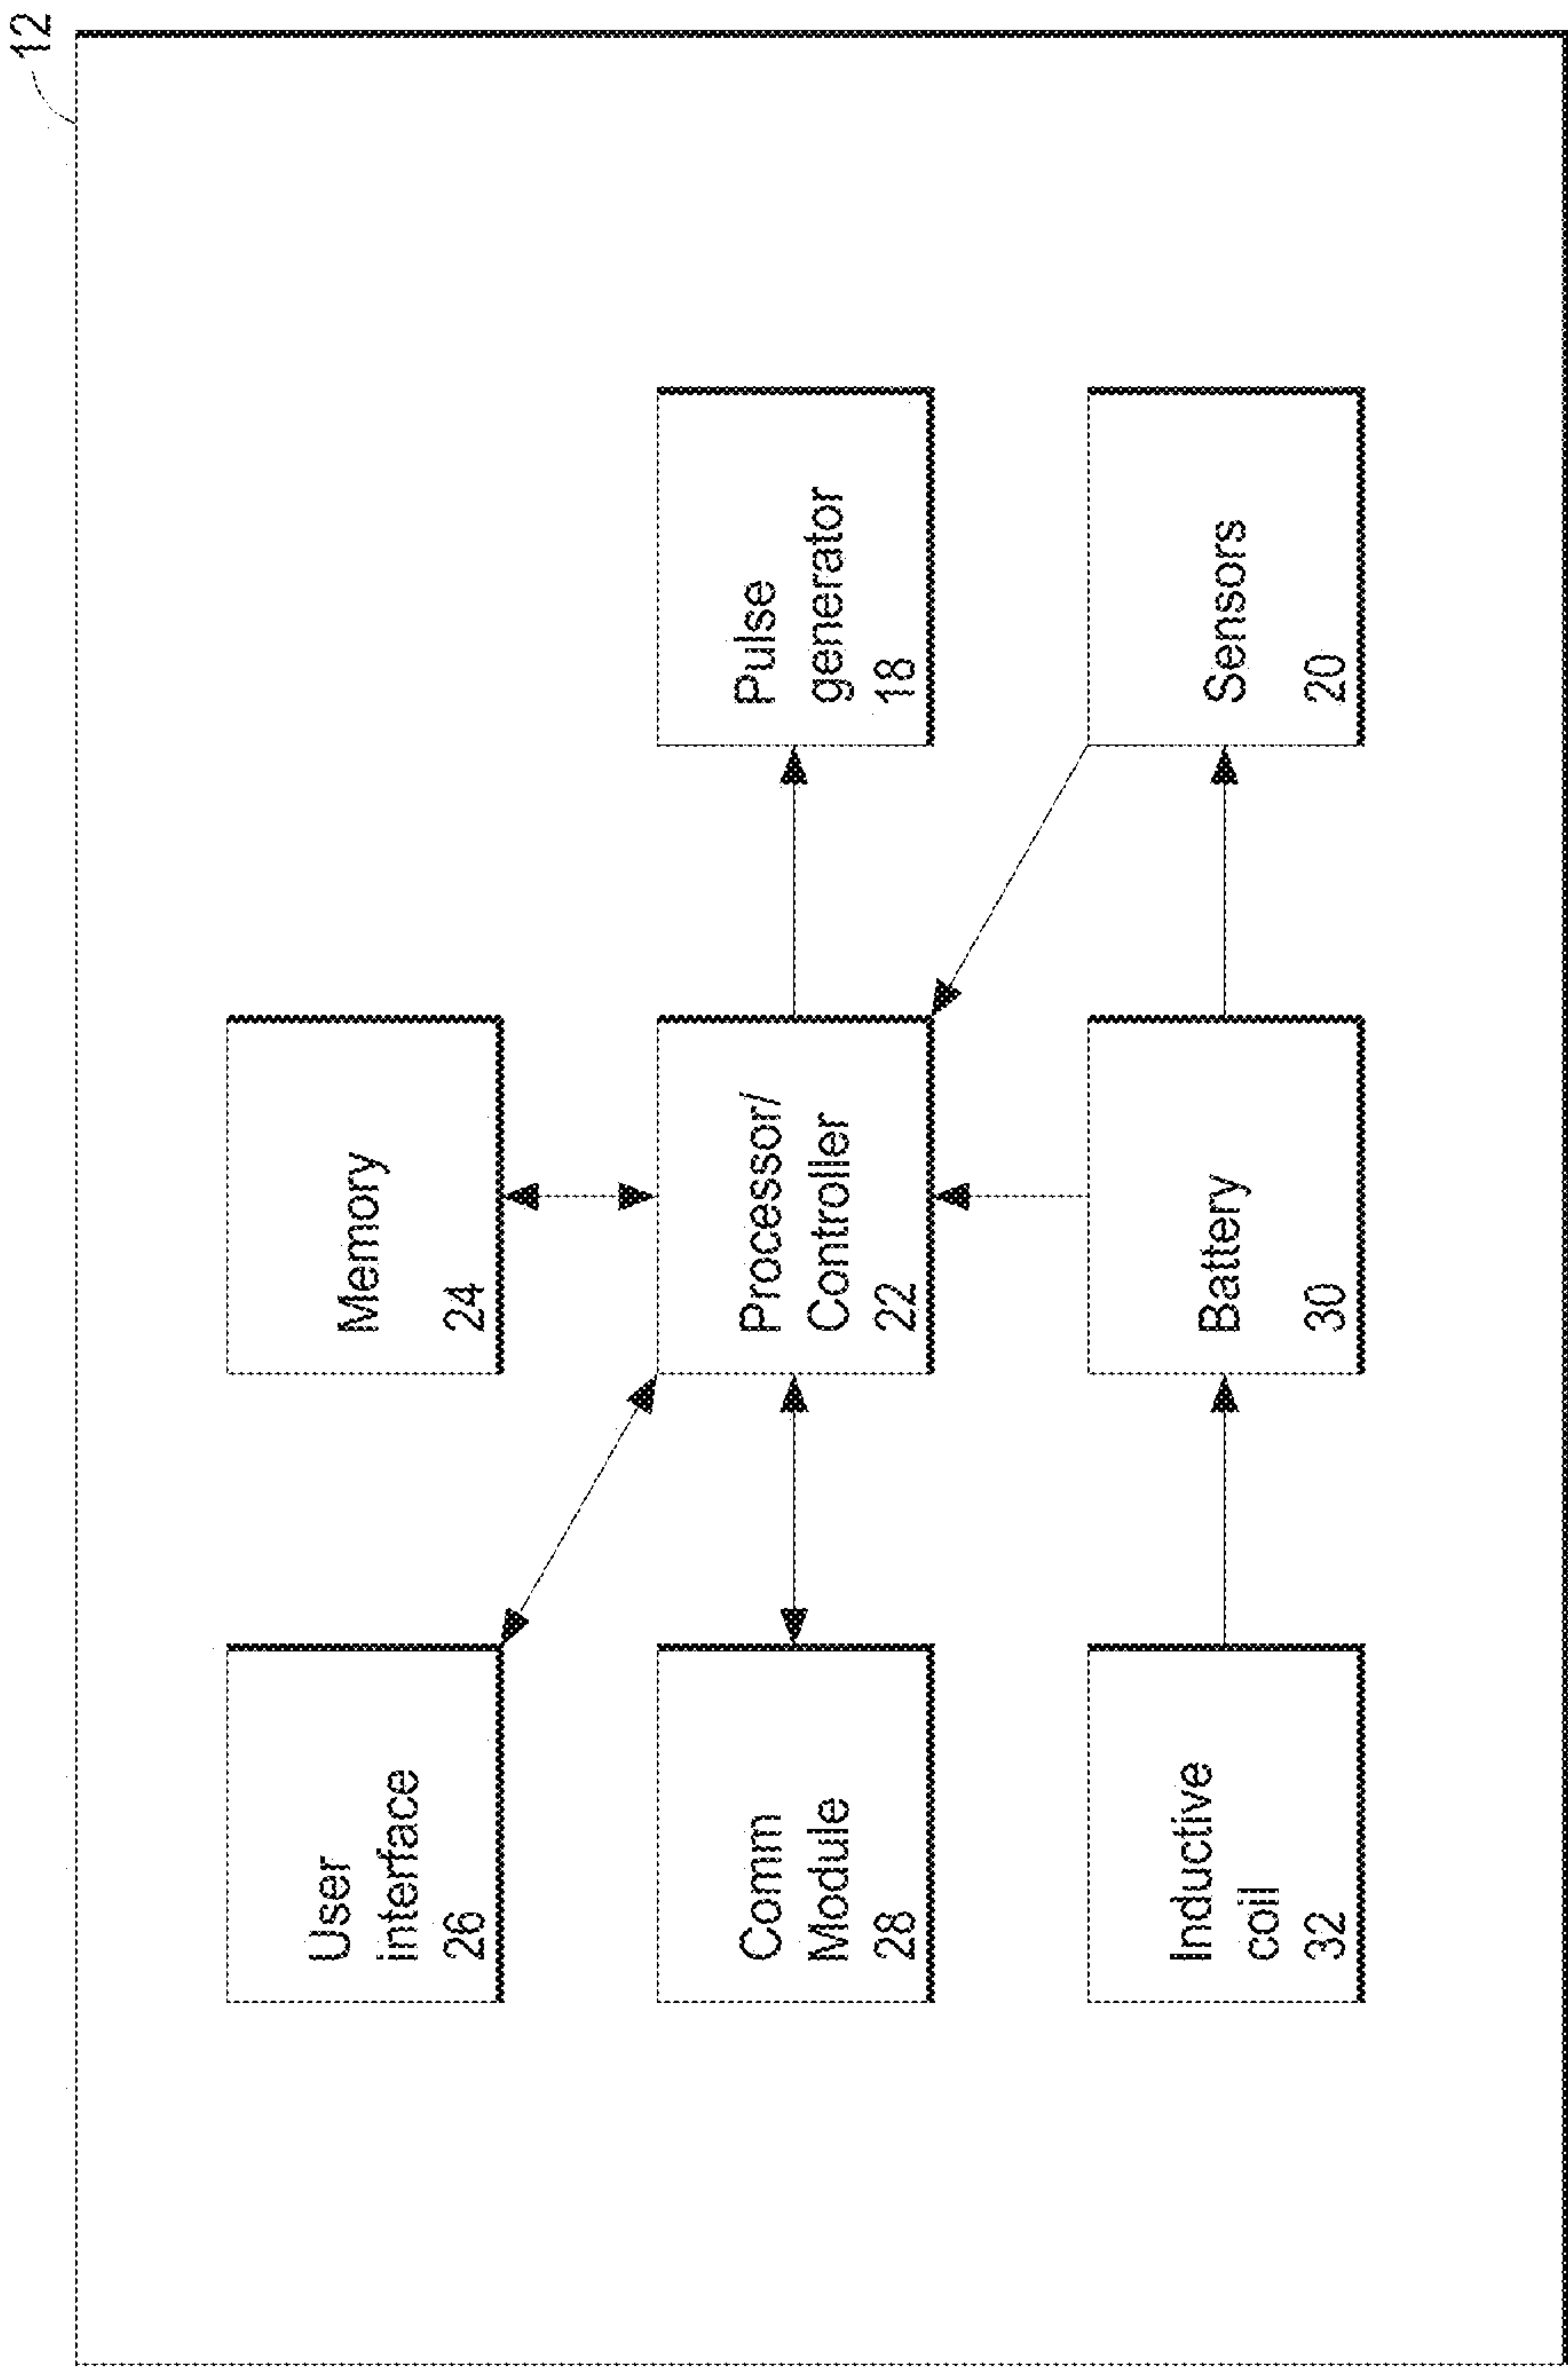 12
User
interface
26
Memory
24
Comm
Module
28
Processor/
Controller
22
Pulse
generator
18
Inductive
coil
32
Battery
30
Sensors
20